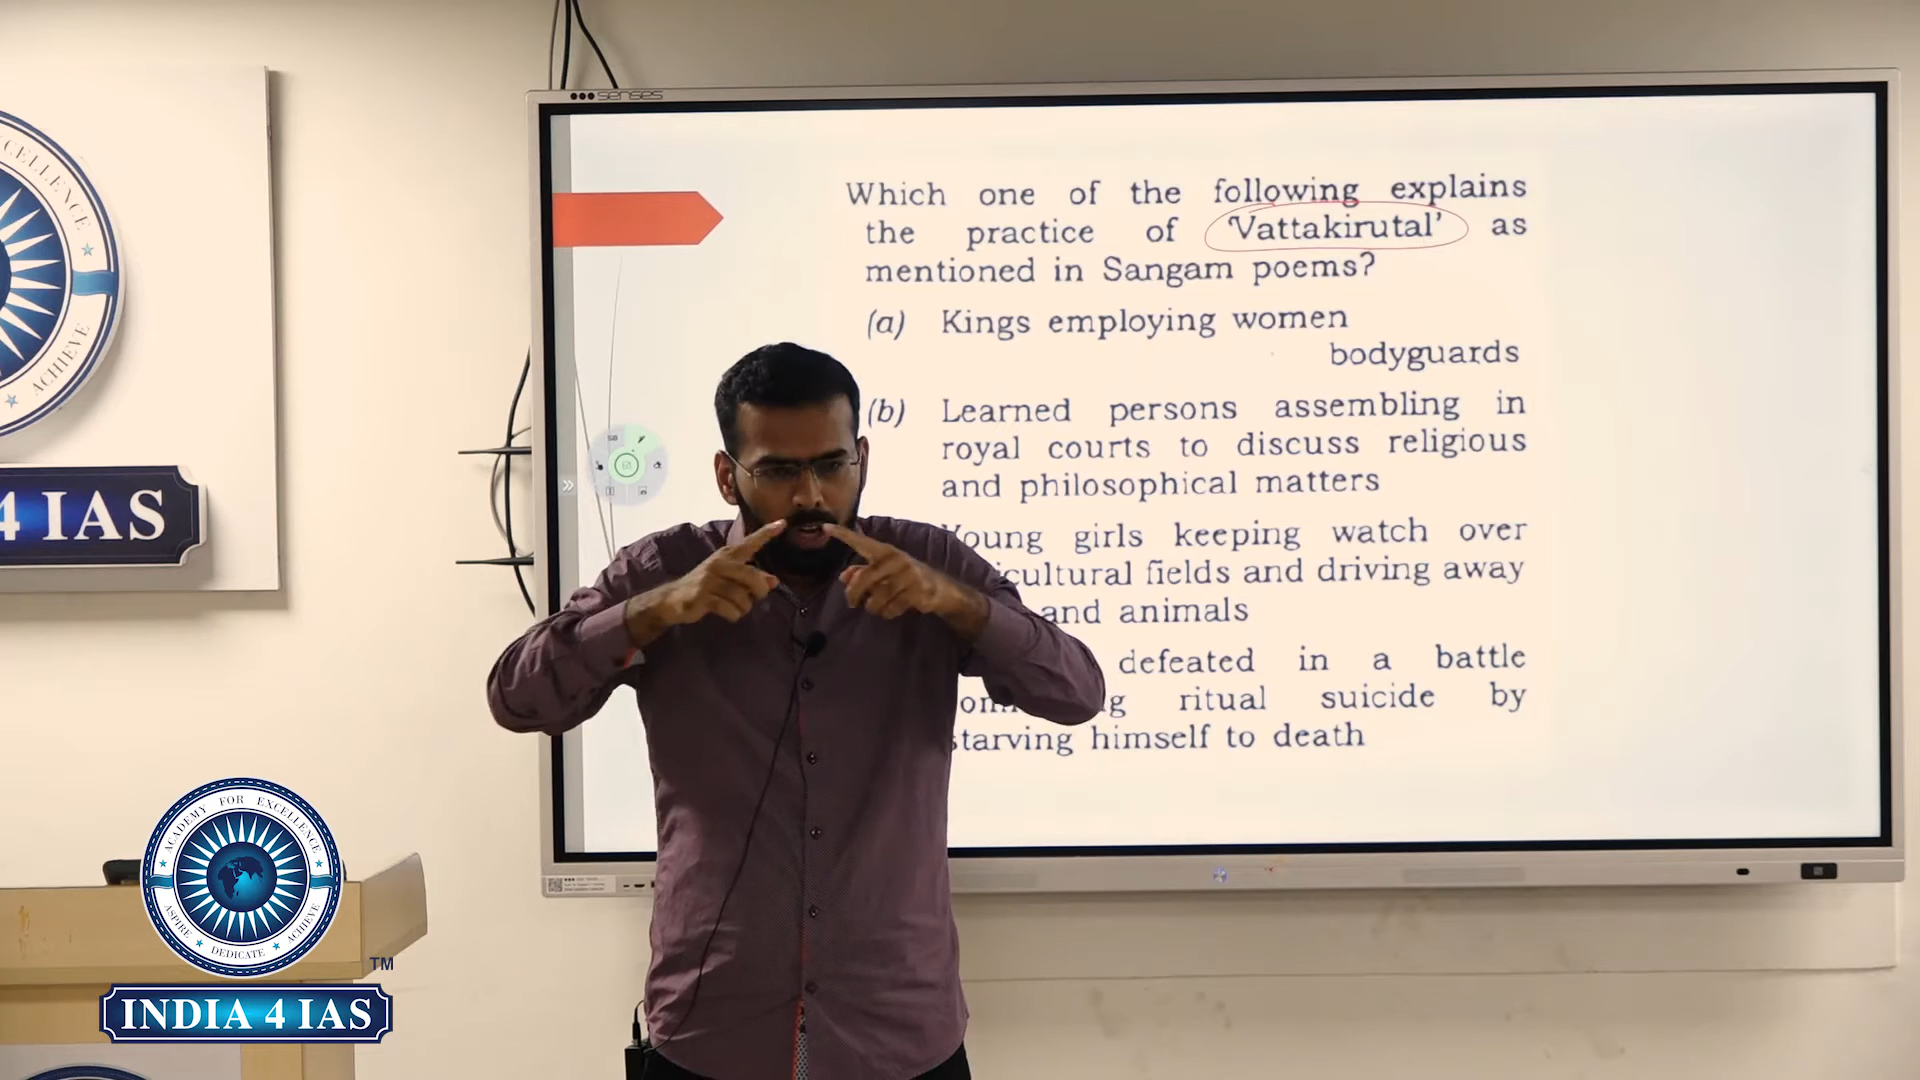 senses
EXCELLENCE
ACHIEVE
4 IAS
Which one of the following explains
the practice of 'Vattakirutal' as
mentioned in Sangam poems?
(a) Kings employing women
bodyguards
(b) Learned persons assembling in
royal courts to discuss religious
and philosophical matters
girls keeping watch over
fields and driving away
and animals
defeated in a battle
ritual suicide by
himself to death
ACADEMY FOR EXCELLENCE
ASPIRE DEDICATE ACHIEVE
TM
INDIA 4 IAS